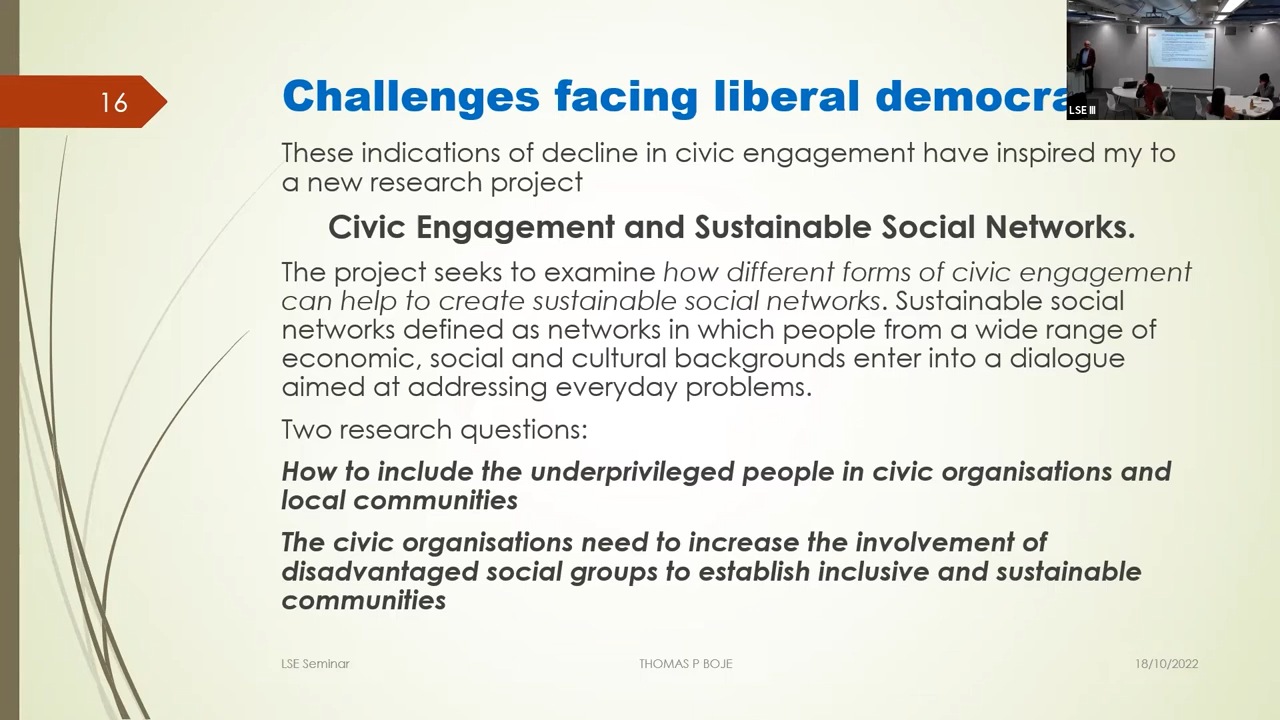 16
Challenges facing liberal democra
LSE III
These indications of decline in civic engagement have inspired my to
a new research project
Civic Engagement and Sustainable Social Networks.
The project seeks to examine how different forms of civic engagement
can help to create sustainable social networks. Sustainable social
networks defined as networks in which people from a wide range of
economic, social and cultural backgrounds enter into a dialogue
aimed at addressing everyday problems.
Two research questions:
How to include the underprivileged people in civic organisations and
local communities
The civic organisations need to increase the involvement of
disadvantaged social groups to establish inclusive and sustainable
communities
LSE Seminar THOMAS P BOJE 18/10/2022